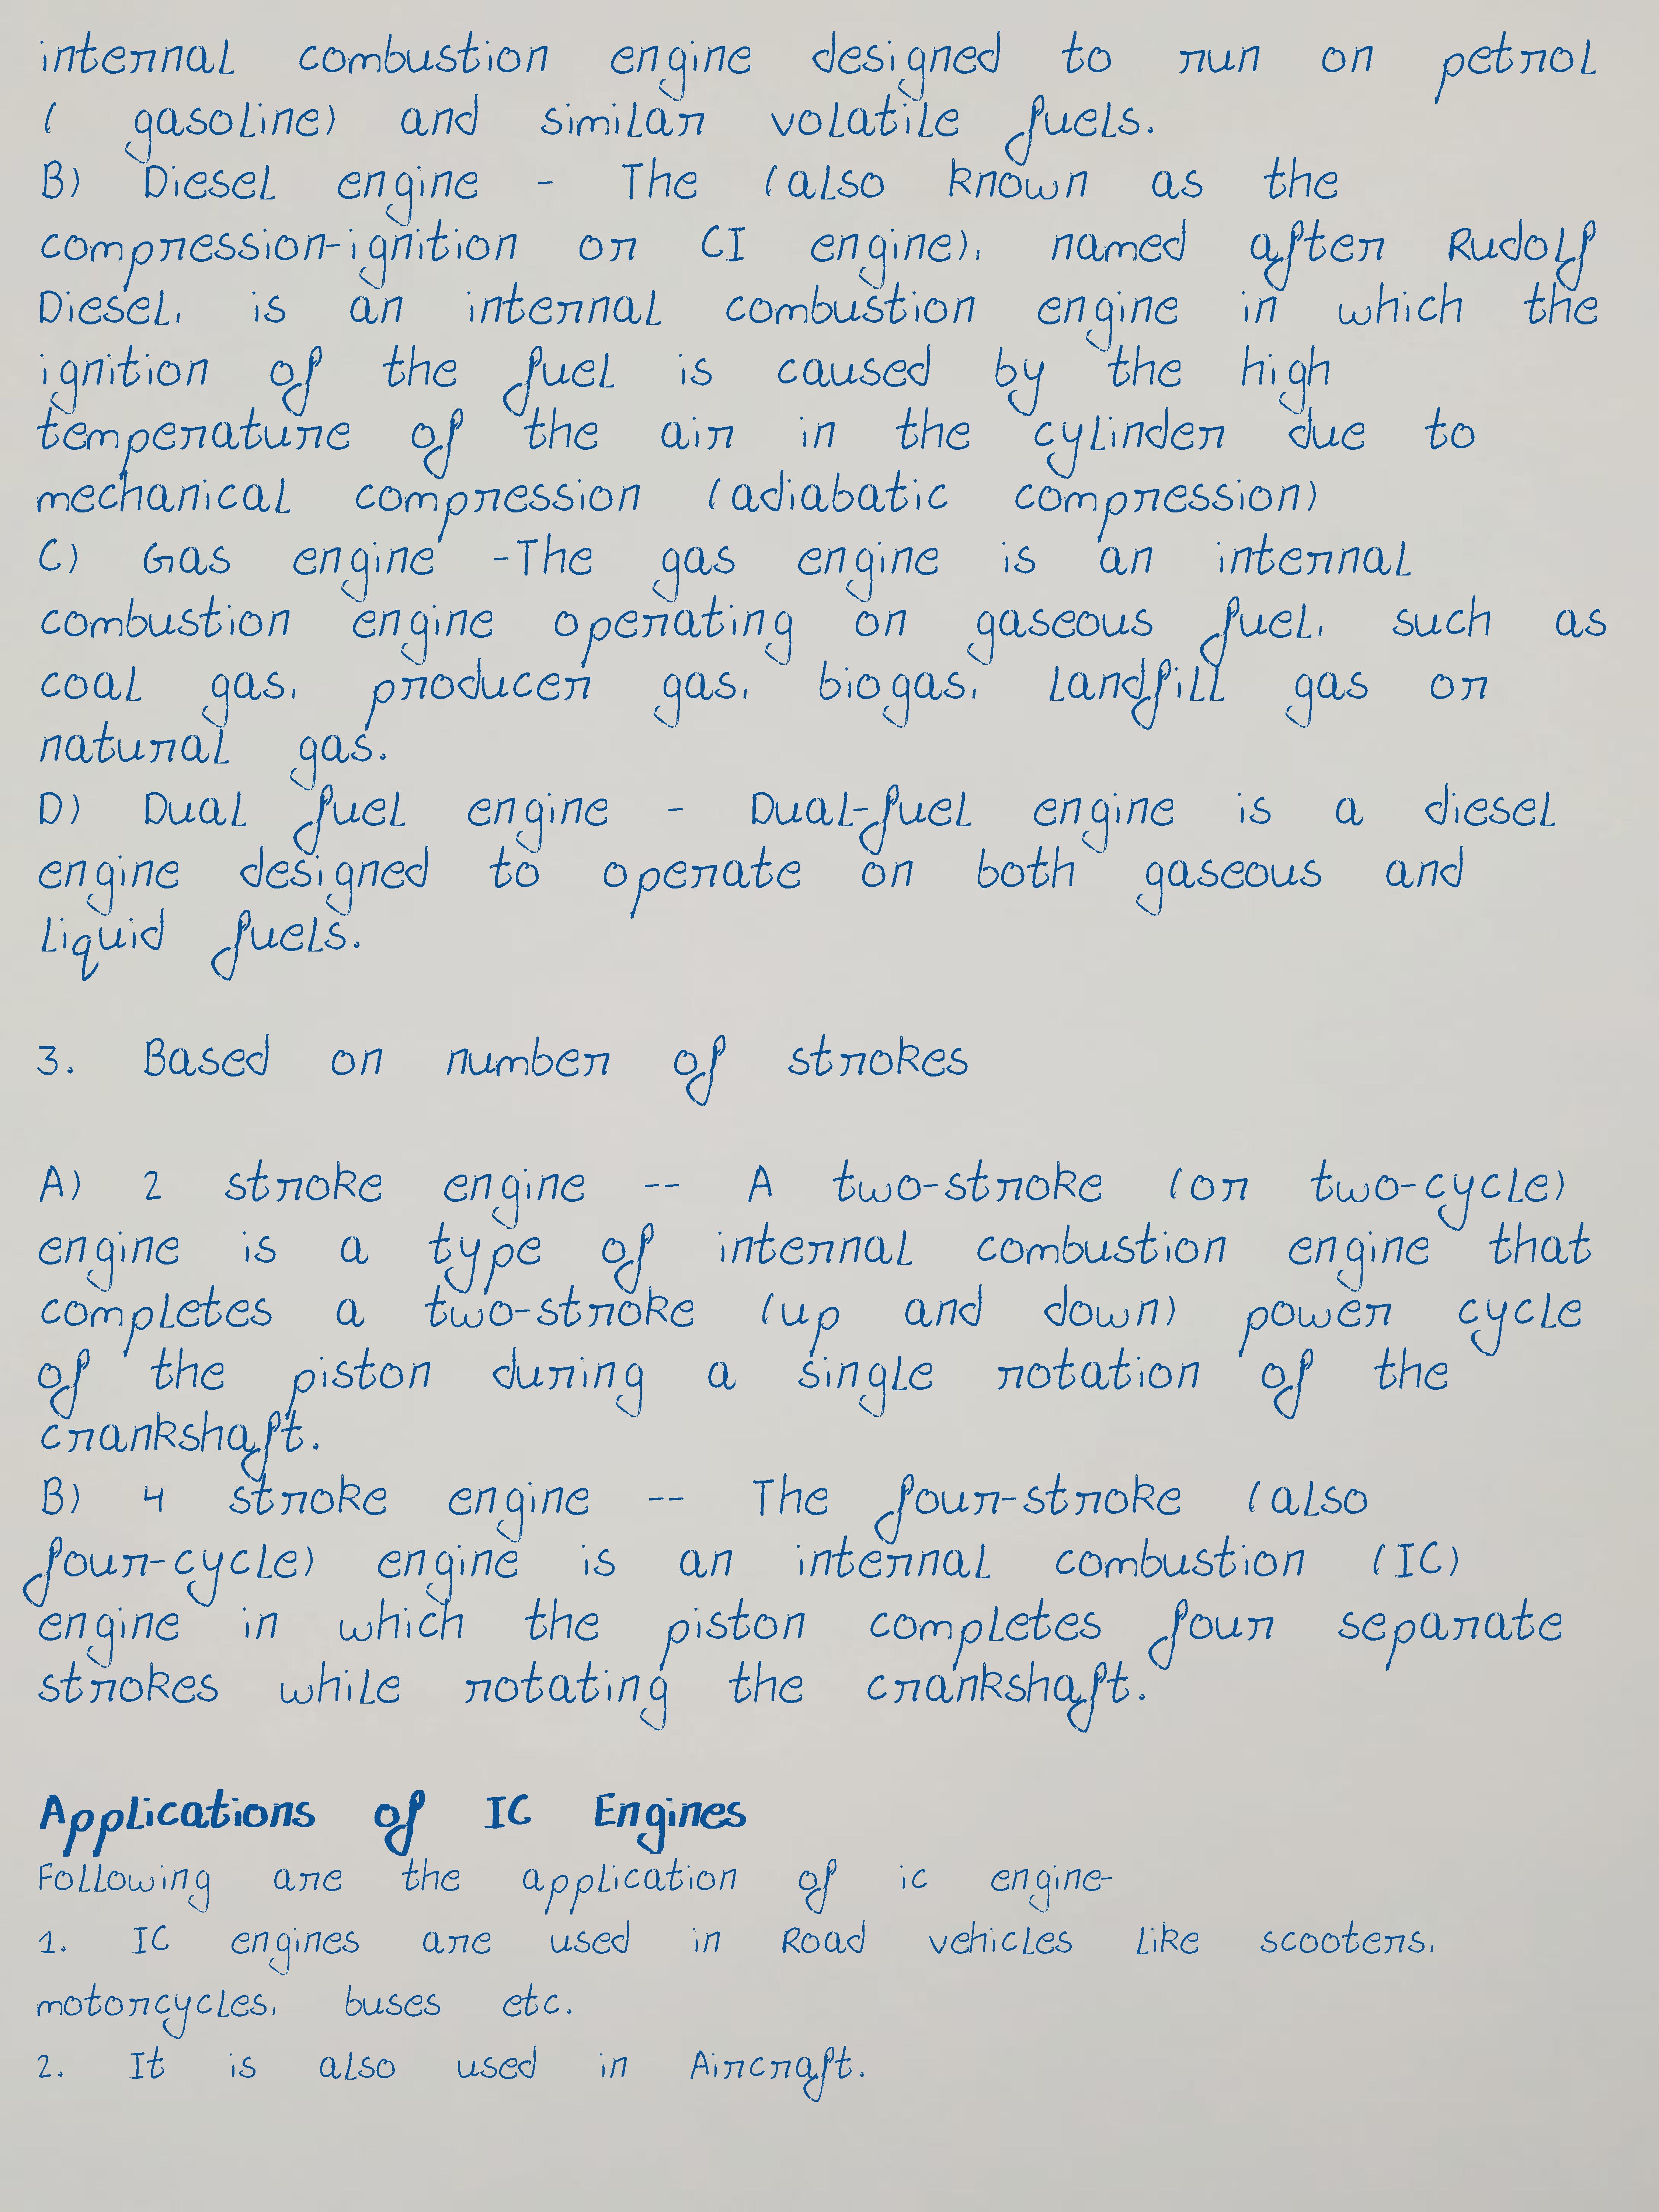 internal combustion engine designed to run on petrol
( gasoline) and similar volatile fuels.
B) Diesel engine - The (also known as the
compression-ignition or CI engine), named after Rudolf
Diesel, is an internal combustion engine in which the
ignition of the fuel is caused by the high
temperature of the air in the cylinder due to
mechanical compression (adiabatic compression)
C) Gas engine -The gas engine is an internal
combustion engine operating on gaseous fuel, such as
coal gas, producer gas, biogas, landfill gas or
natural gas.
D) Dual fuel engine - Dual-fuel engine is a diesel
engine designed to operate on both gaseous and
liquid fuels.
3. Based on number of strokes
A) 2 stroke engine -- A two-stroke (or two-cycle)
engine is a type of internal combustion engine that
completes a two-stroke (up and down) power cycle
of the piston during a single rotation of the
crankshaft.
B) 4 stroke engine -- The four-stroke (also
four-cycle) engine is an internal combustion (IC)
engine in which the piston completes four separate
strokes while rotating the crankshaft.
Applications of IC Engines
Following are the application of ic engine-
1. IC engines are used in Road vehicles like scooters,
motorcycles, buses etc.
2. It is also used in Aircraft.